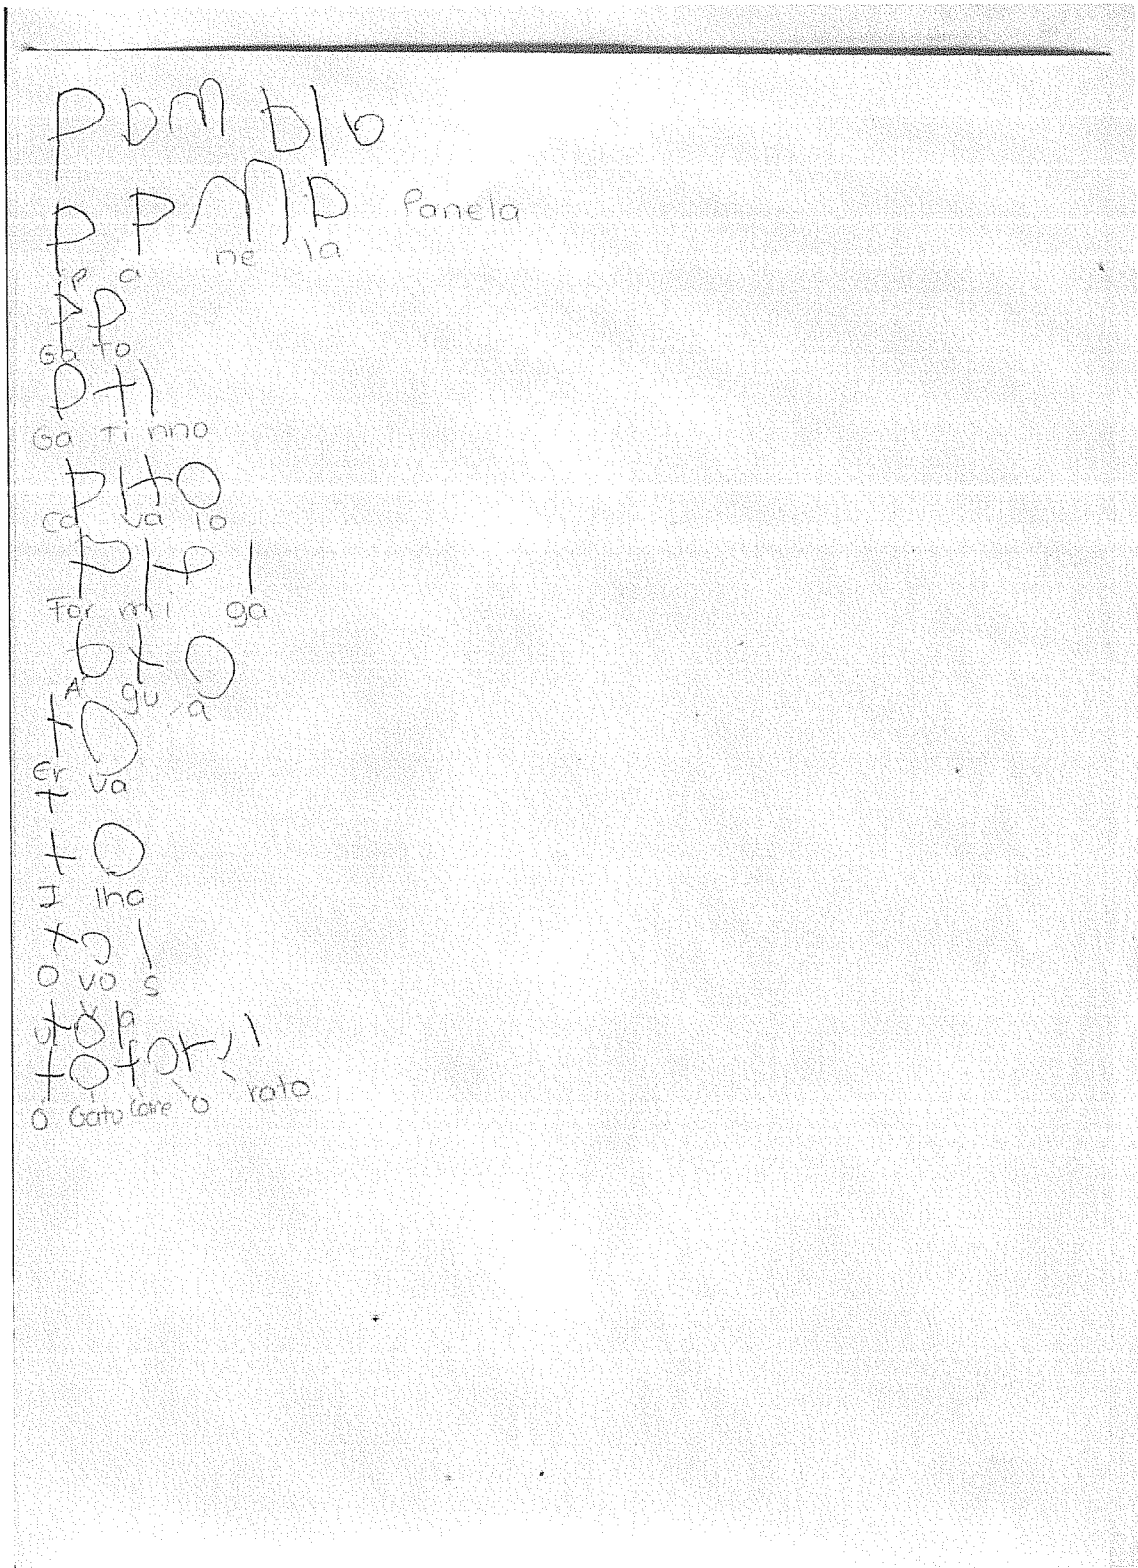 P b M b l b
P P M P Panela
P a ne la
P P
Ga To
P t l
Ga Ti nho
P H O
Ca va lo
P H P l
For mi ga
b t O
A gu a
t O
Er va
t
t O
I lha
t O l
O vo s
U V a
t O t O t , l
O Gato Come o rato